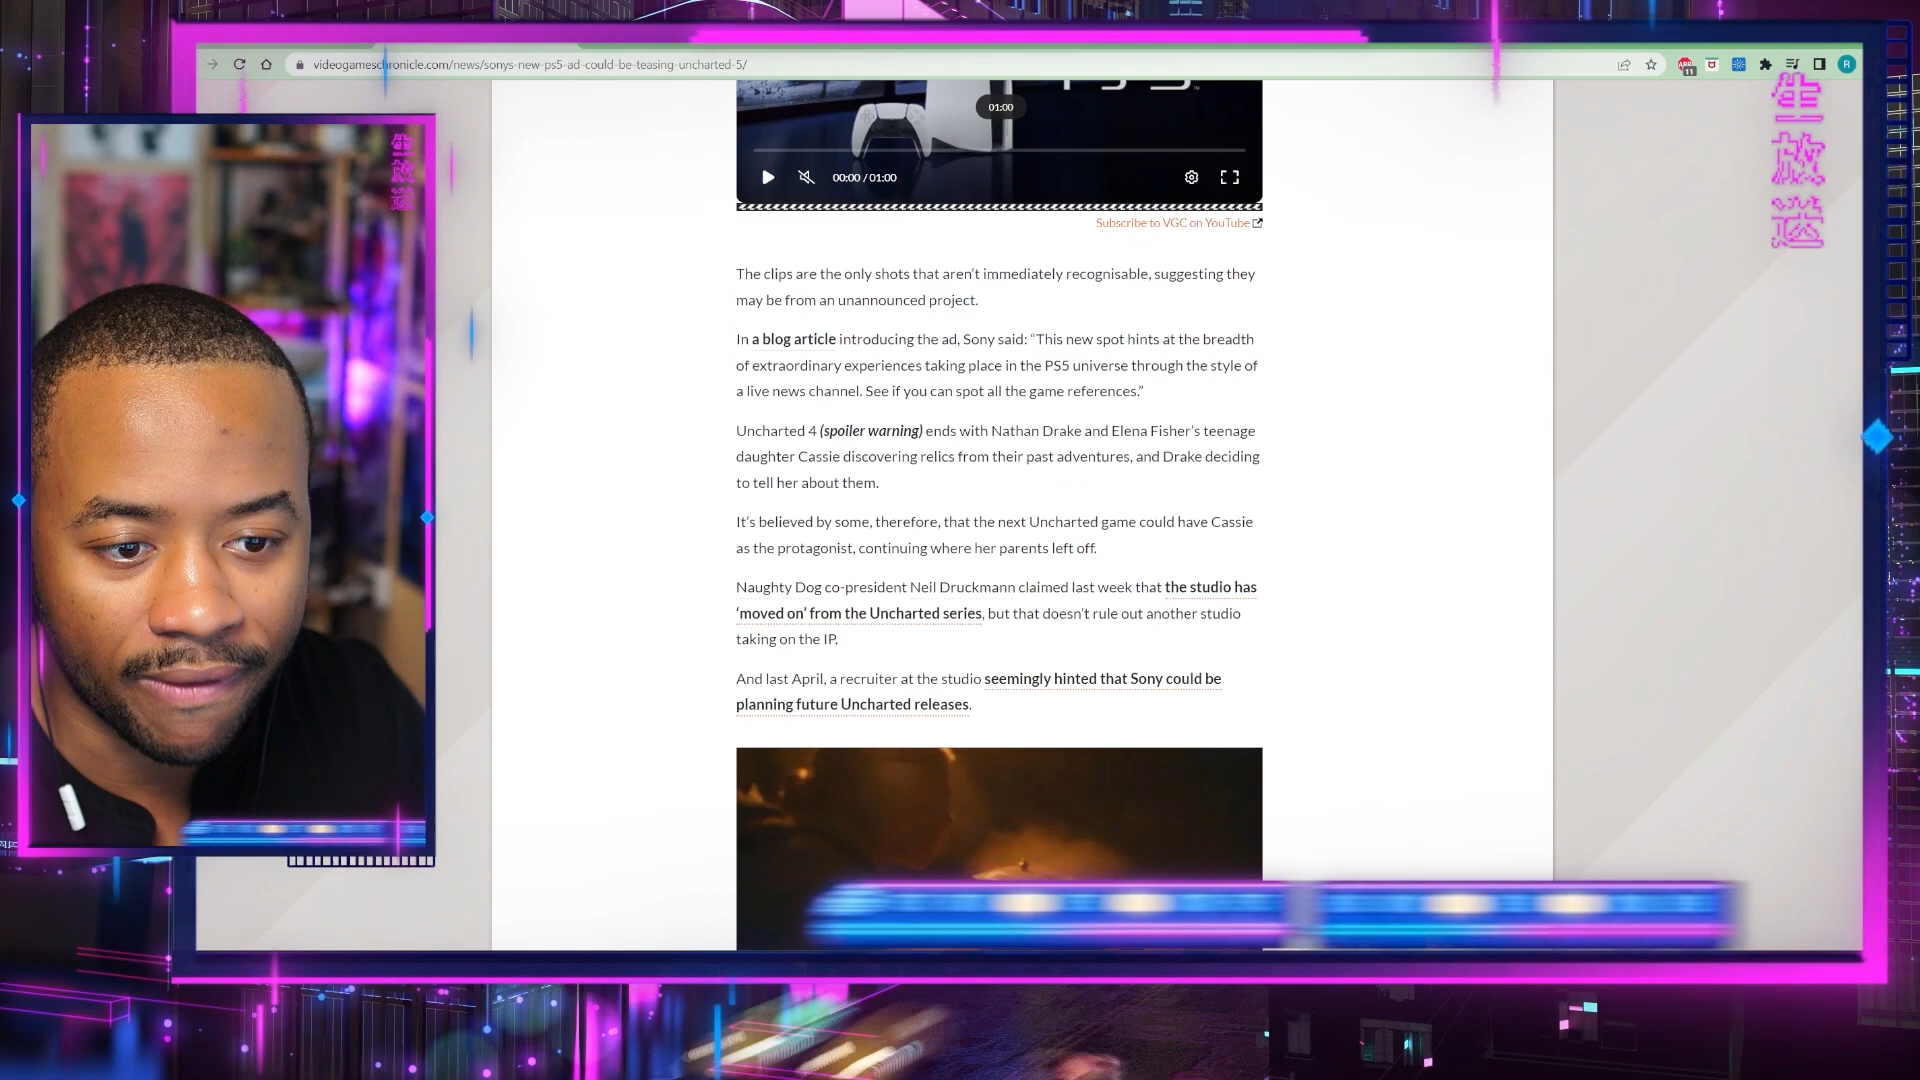 videogameschronicle.com/news/sonys-new-ps5-ad-could-be-teasing-uncharted-5/
11
R
生
放
送
生
放
送
PS5
01:00
00:00 / 01:00
Subscribe to VGC on YouTube
The clips are the only shots that aren’t immediately recognisable, suggesting they
may be from an unannounced project.
In a blog article introducing the ad, Sony said: “This new spot hints at the breadth
of extraordinary experiences taking place in the PS5 universe through the style of
a live news channel. See if you can spot all the game references.”
Uncharted 4 (spoiler warning) ends with Nathan Drake and Elena Fisher’s teenage
daughter Cassie discovering relics from their past adventures, and Drake deciding
to tell her about them.
It’s believed by some, therefore, that the next Uncharted game could have Cassie
as the protagonist, continuing where her parents left off.
Naughty Dog co-president Neil Druckmann claimed last week that the studio has
‘moved on’ from the Uncharted series, but that doesn’t rule out another studio
taking on the IP.
And last April, a recruiter at the studio seemingly hinted that Sony could be
planning future Uncharted releases.